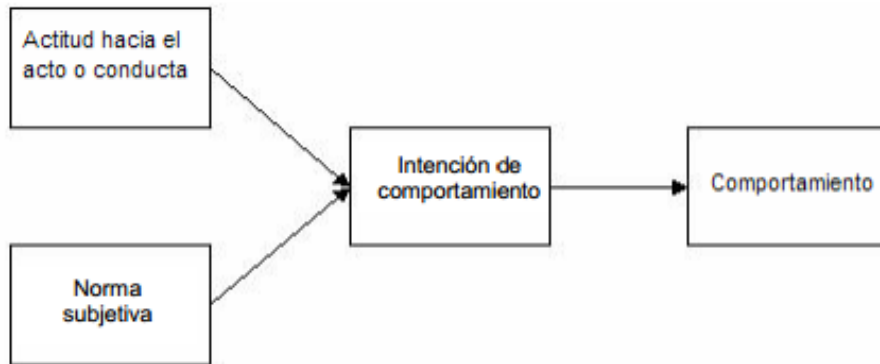 Actitud hacia el
acto o conducta
Intención de
comportamiento
Comportamiento
Norma
subjetiva